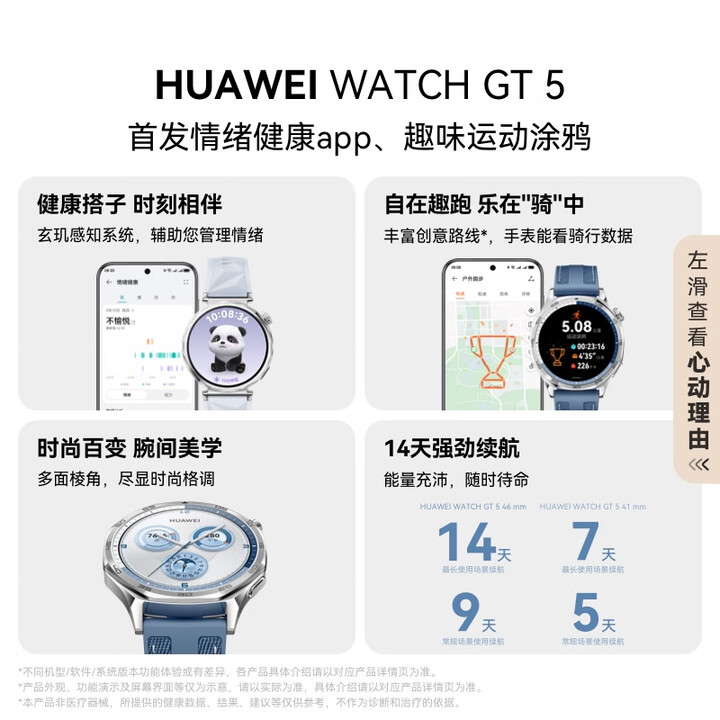 HUAWEI WATCH GT 5
首发情绪健康app、趣味运动涂鸦
健康搭子 时刻相伴
玄玑感知系统，辅助您管理情绪
情绪健康
不愉悦
10:08:36
自在趣跑 乐在"骑"中
丰富创意路线*，手表能看骑行数据
户外跑步
5.08
运动涂鸦
00:23:16
4'35"
226
左滑查看心动理由
时尚百变 腕间美学
多面棱角，尽显时尚格调
HUAWEI
14天强劲续航
能量充沛，随时待命
HUAWEI WATCH GT 5 46 mm
14天
最长使用场景续航
9天
常规场景使用续航
HUAWEI WATCH GT 5 41 mm
7天
最长使用场景续航
5天
常规场景使用续航
*不同机型/软件/系统版本功能体验或有差异，各产品具体介绍请以对应产品详情页为准。
*产品外观、功能演示及屏幕界面等仅为示意，请以实际为准，具体介绍请以对应产品详情页为准。
*本产品非医疗器械，所提供的健康数据、结果、建议等仅供参考，不作为诊断和治疗的依据。